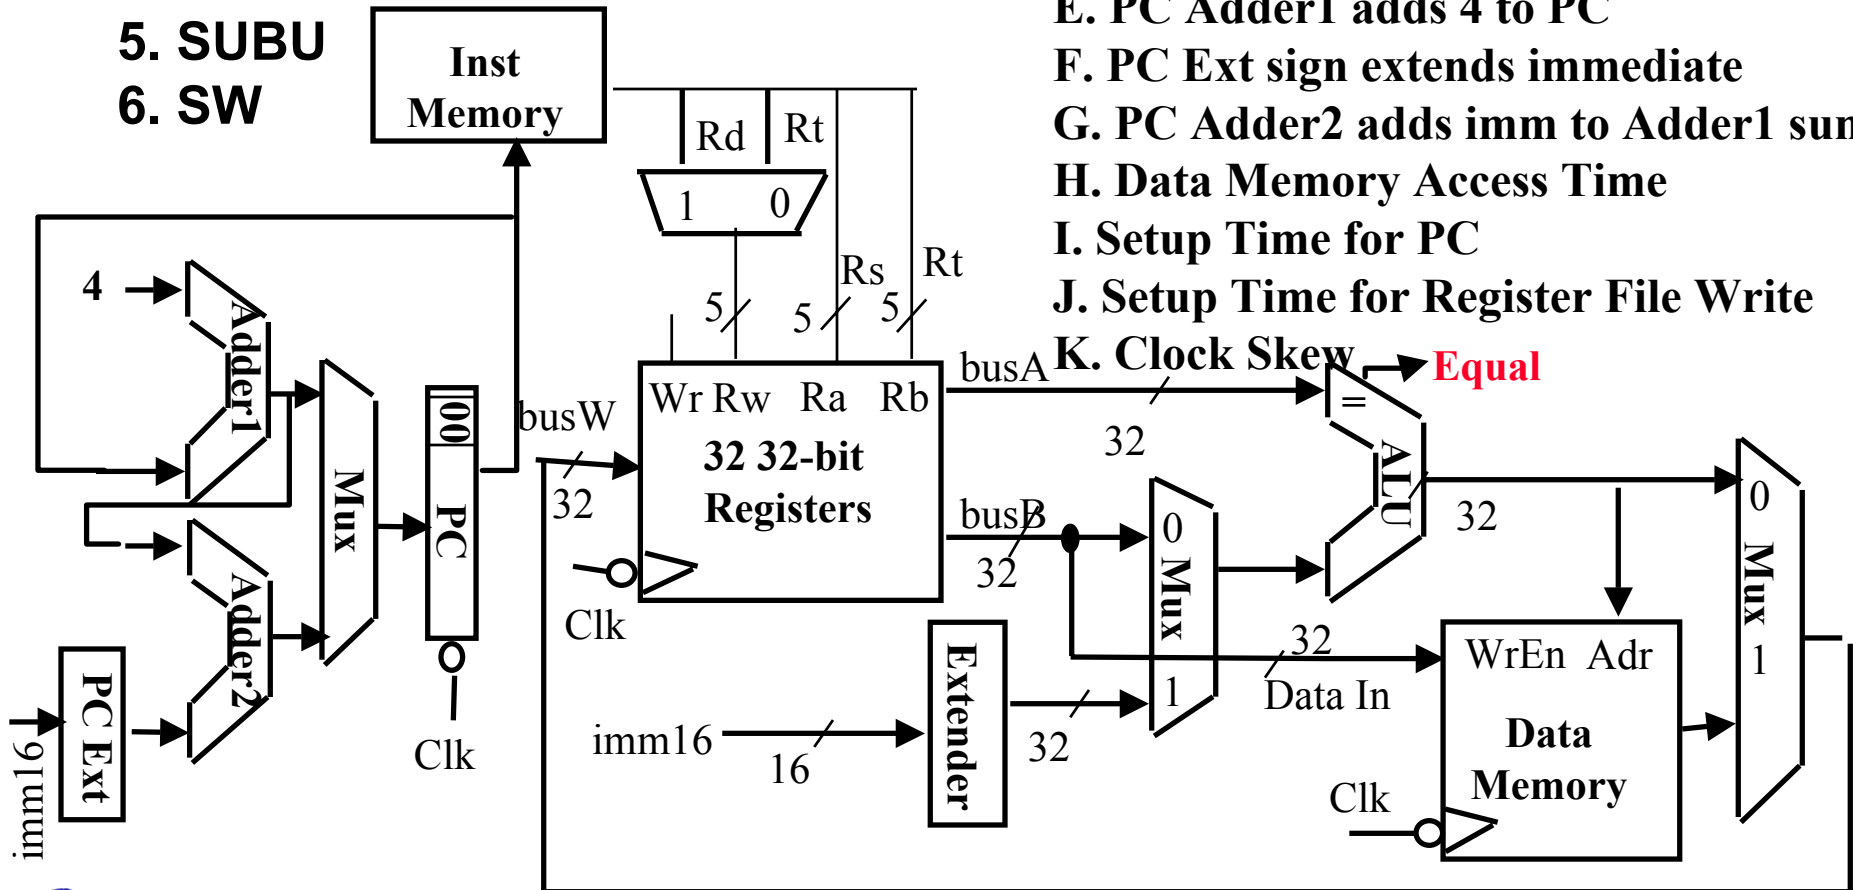 5. SUBU
6. SW
E. PC Adder1 adds 4 to PC
F. PC Ext sign extends immediate
G. PC Adder2 adds imm to Adder1 sum
H. Data Memory Access Time
I. Setup Time for PC
J. Setup Time for Register File Write
K. Clock Skew
Inst
Memory
Rd
Rt
1
0
Rs
Rt
5
5
5
4
Adder1
Mux
00
PC
Clk
Adder2
PC Ext
imm16
busW
32
Wr Rw Ra Rb
32 32-bit
Registers
Clk
busA
32
busB
32
Equal
=
ALU
32
0
Mux
1
imm16
16
Extender
32
32
Data In
WrEn Adr
Data
Memory
Clk
0
Mux
1